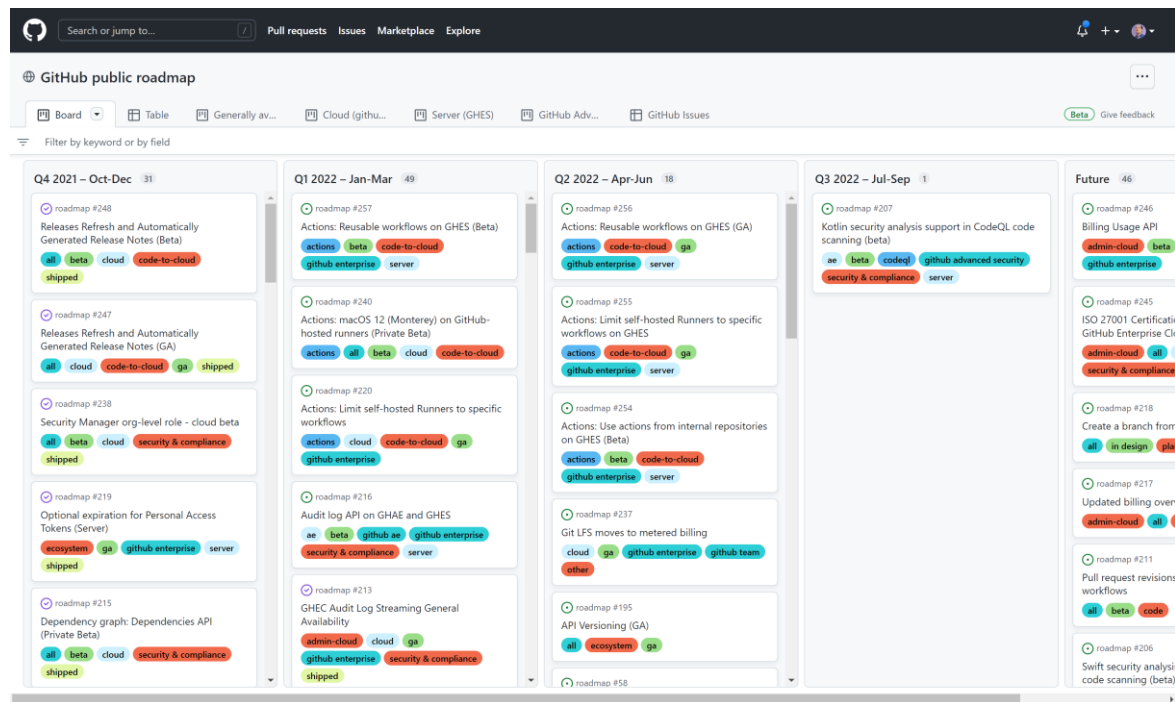 Search or jump to... / Pull requests Issues Marketplace Explore
GitHub public roadmap
Board Table Generally av... Cloud (githu... Server (GHES) GitHub Adv... GitHub Issues Beta Give feedback
Filter by keyword or by field
Q4 2021 – Oct-Dec 31
roadmap #248
Releases Refresh and Automatically
Generated Release Notes (Beta)
all beta cloud code-to-cloud
shipped
roadmap #247
Releases Refresh and Automatically
Generated Release Notes (GA)
all cloud code-to-cloud ga shipped
roadmap #238
Security Manager org-level role - cloud beta
all beta cloud security & compliance
shipped
roadmap #219
Optional expiration for Personal Access
Tokens (Server)
ecosystem ga github enterprise server
shipped
roadmap #215
Dependency graph: Dependencies API
(Private Beta)
all beta cloud security & compliance
shipped
Q1 2022 – Jan-Mar 49
roadmap #257
Actions: Reusable workflows on GHES (Beta)
actions beta code-to-cloud
github enterprise server
roadmap #240
Actions: macOS 12 (Monterey) on GitHub-
hosted runners (Private Beta)
actions all beta cloud code-to-cloud
roadmap #220
Actions: Limit self-hosted Runners to specific
workflows
actions cloud code-to-cloud ga
github enterprise
roadmap #216
Audit log API on GHAE and GHES
ae beta github ae github enterprise
security & compliance server
roadmap #213
GHEC Audit Log Streaming General
Availability
admin-cloud cloud ga
github enterprise security & compliance
shipped
Q2 2022 – Apr-Jun 18
roadmap #256
Actions: Reusable workflows on GHES (GA)
actions code-to-cloud ga
github enterprise server
roadmap #255
Actions: Limit self-hosted Runners to specific
workflows on GHES
actions code-to-cloud ga
github enterprise server
roadmap #254
Actions: Use actions from internal repositories
on GHES (Beta)
actions beta code-to-cloud
github enterprise server
roadmap #237
Git LFS moves to metered billing
cloud ga github enterprise github team
other
roadmap #195
API Versioning (GA)
all ecosystem ga
roadmap #58
Q3 2022 – Jul-Sep 1
roadmap #207
Kotlin security analysis support in CodeQL code
scanning (beta)
ae beta codeql github advanced security
security & compliance server
Future 46
roadmap #246
Billing Usage API
admin-cloud beta
github enterprise
roadmap #245
ISO 27001 Certificati
GitHub Enterprise Clo
admin-cloud all
security & compliance
roadmap #218
Create a branch from
all in design pla
roadmap #217
Updated billing over
admin-cloud all
roadmap #211
Pull request revisions
workflows
all beta code
roadmap #206
Swift security analysis
code scanning (beta)